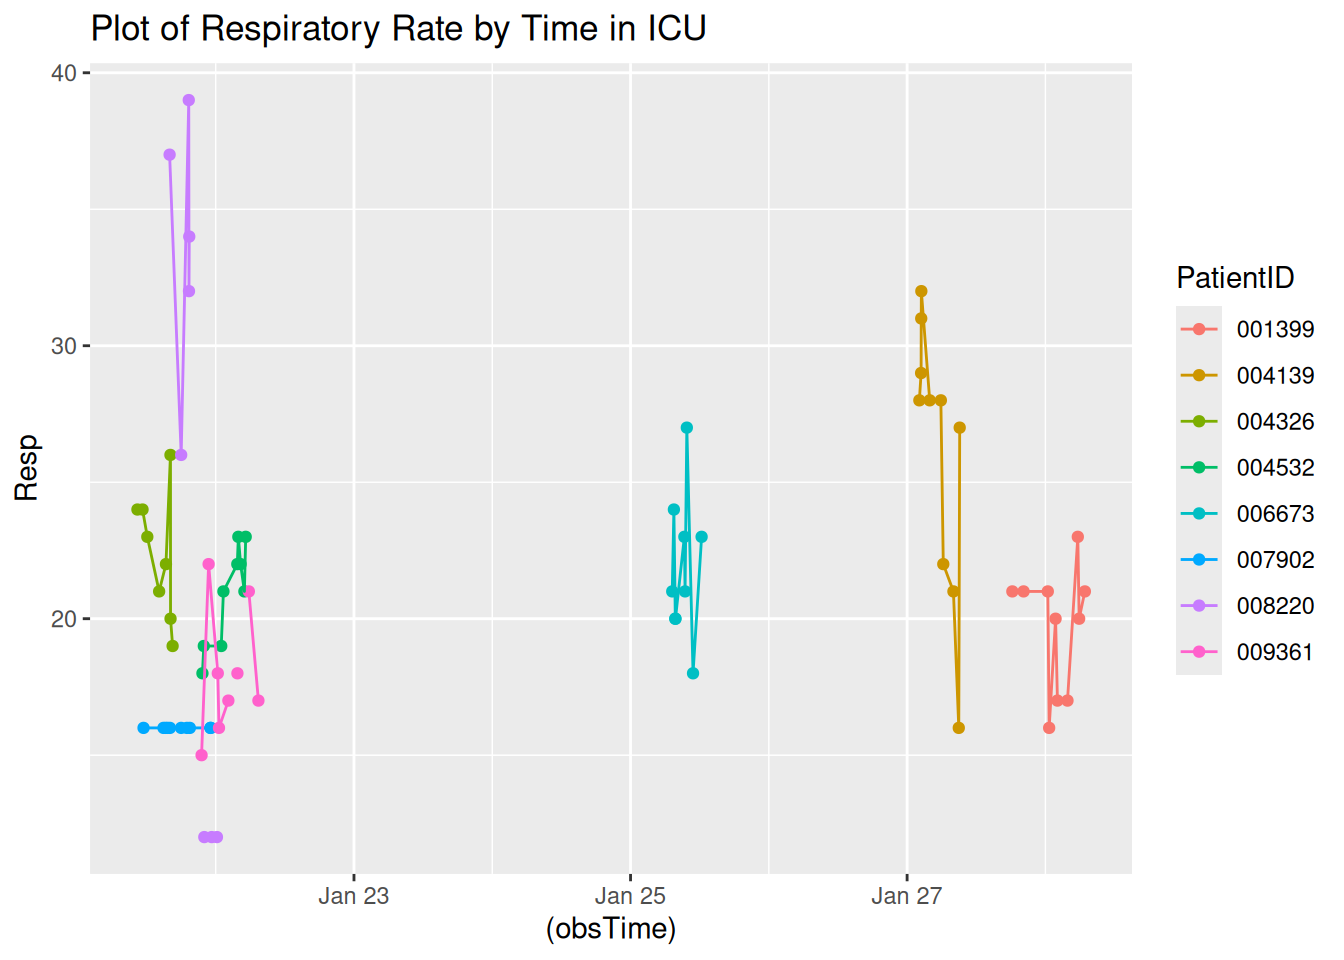 Plot of Respiratory Rate by Time in ICU
40
30
20
Resp
Jan 23
Jan 25
Jan 27
(obsTime)
PatientID
001399
004139
004326
004532
006673
007902
008220
009361